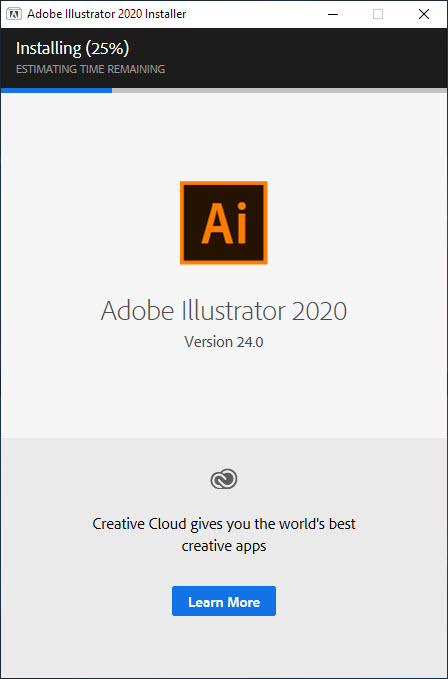 Adobe Illustrator 2020 Installer
Installing (25%)
ESTIMATING TIME REMAINING
Ai
Adobe Illustrator 2020
Version 24.0
Creative Cloud gives you the world's best
creative apps
Learn More